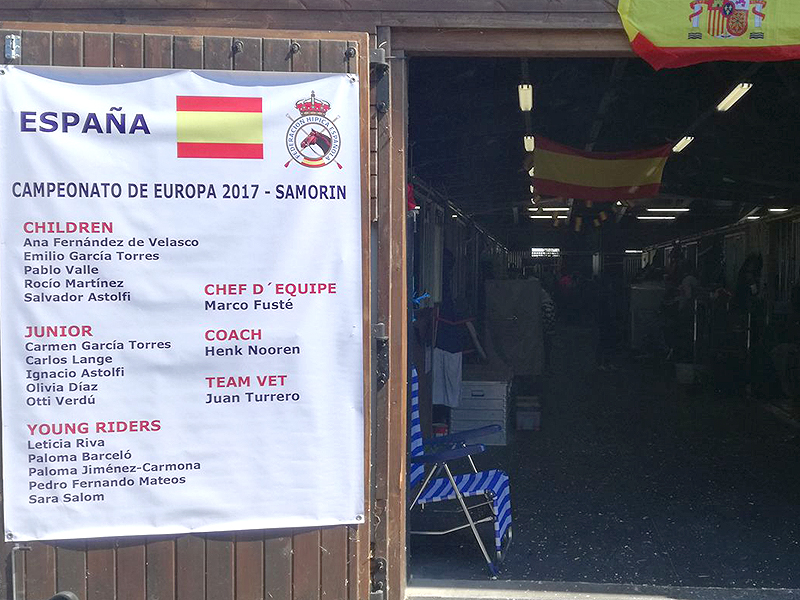 ESPAÑA
FEDERACIÓN HÍPICA ESPAÑOLA
CAMPEONATO DE EUROPA 2017 - SAMORIN
CHILDREN
Ana Fernández de Velasco
Emilio García Torres
Pablo Valle
Rocío Martínez
Salvador Astolfi
JUNIOR
Carmen García Torres
Carlos Lange
Ignacio Astolfi
Olivia Díaz
Otti Verdú
YOUNG RIDERS
Leticia Riva
Paloma Barceló
Paloma Jiménez-Carmona
Pedro Fernando Mateos
Sara Salom
CHEF D´EQUIPE
Marco Fusté
COACH
Henk Nooren
TEAM VET
Juan Turrero